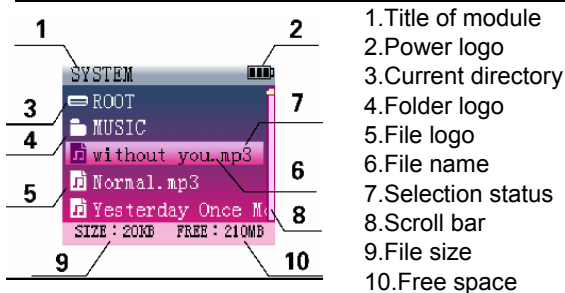 1
2
SYSTEM
ROOT
3
7
MUSIC
4
without you.mp3
6
Normal.mp3
5
Yesterday Once Mo
8
SIZE：20KB FREE：210MB
9
10
1.Title of module
2.Power logo
3.Current directory
4.Folder logo
5.File logo
6.File name
7.Selection status
8.Scroll bar
9.File size
10.Free space